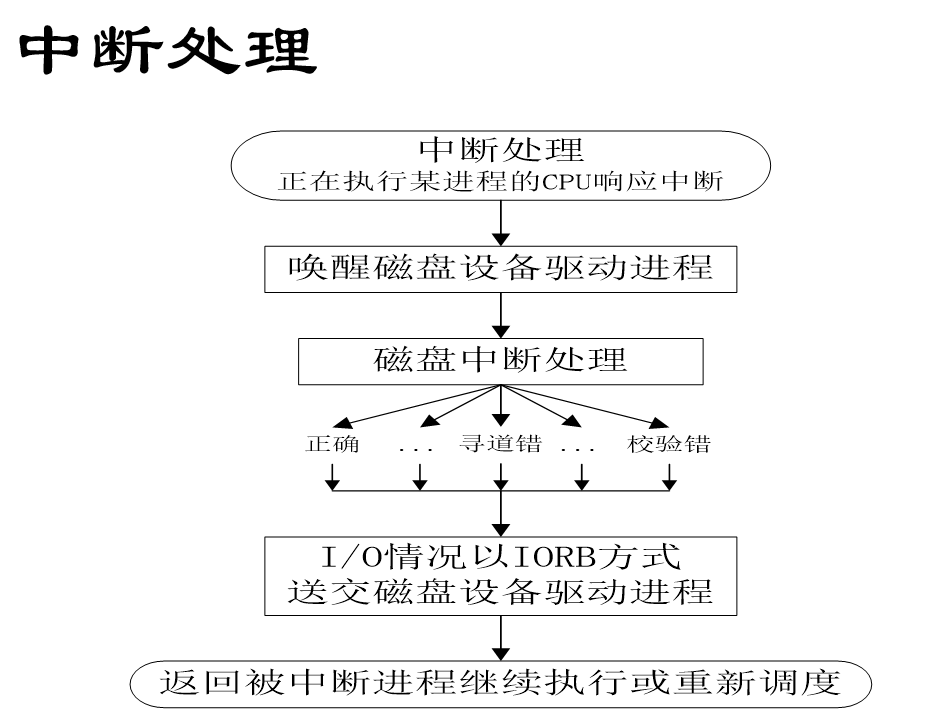 中断处理
中断处理
正在执行某进程的CPU响应中断
唤醒磁盘设备驱动进程
磁盘中断处理
正确 ... 寻道错 ... 校验错
I/O情况以IORB方式
送交磁盘设备驱动进程
返回被中断进程继续执行或重新调度